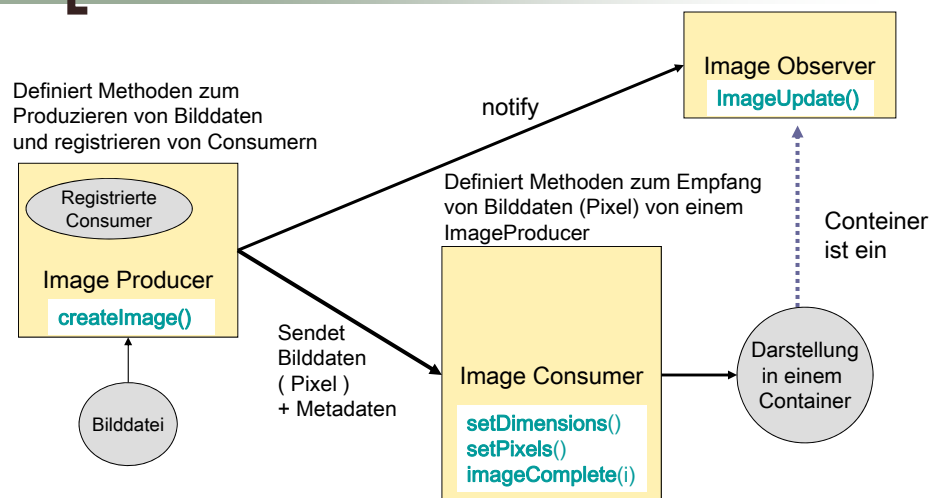 Definiert Methoden zum
Produzieren von Bilddaten
und registrieren von Consumern
Registrierte
Consumer
Image Producer
createImage()
Bilddatei
notify
Image Observer
ImageUpdate()
Definiert Methoden zum Empfang
von Bilddaten (Pixel) von einem
ImageProducer
Conteiner
ist ein
Sendet
Bilddaten
( Pixel )
+ Metadaten
Image Consumer
setDimensions()
setPixels()
imageComplete(i)
Darstellung
in einem
Container